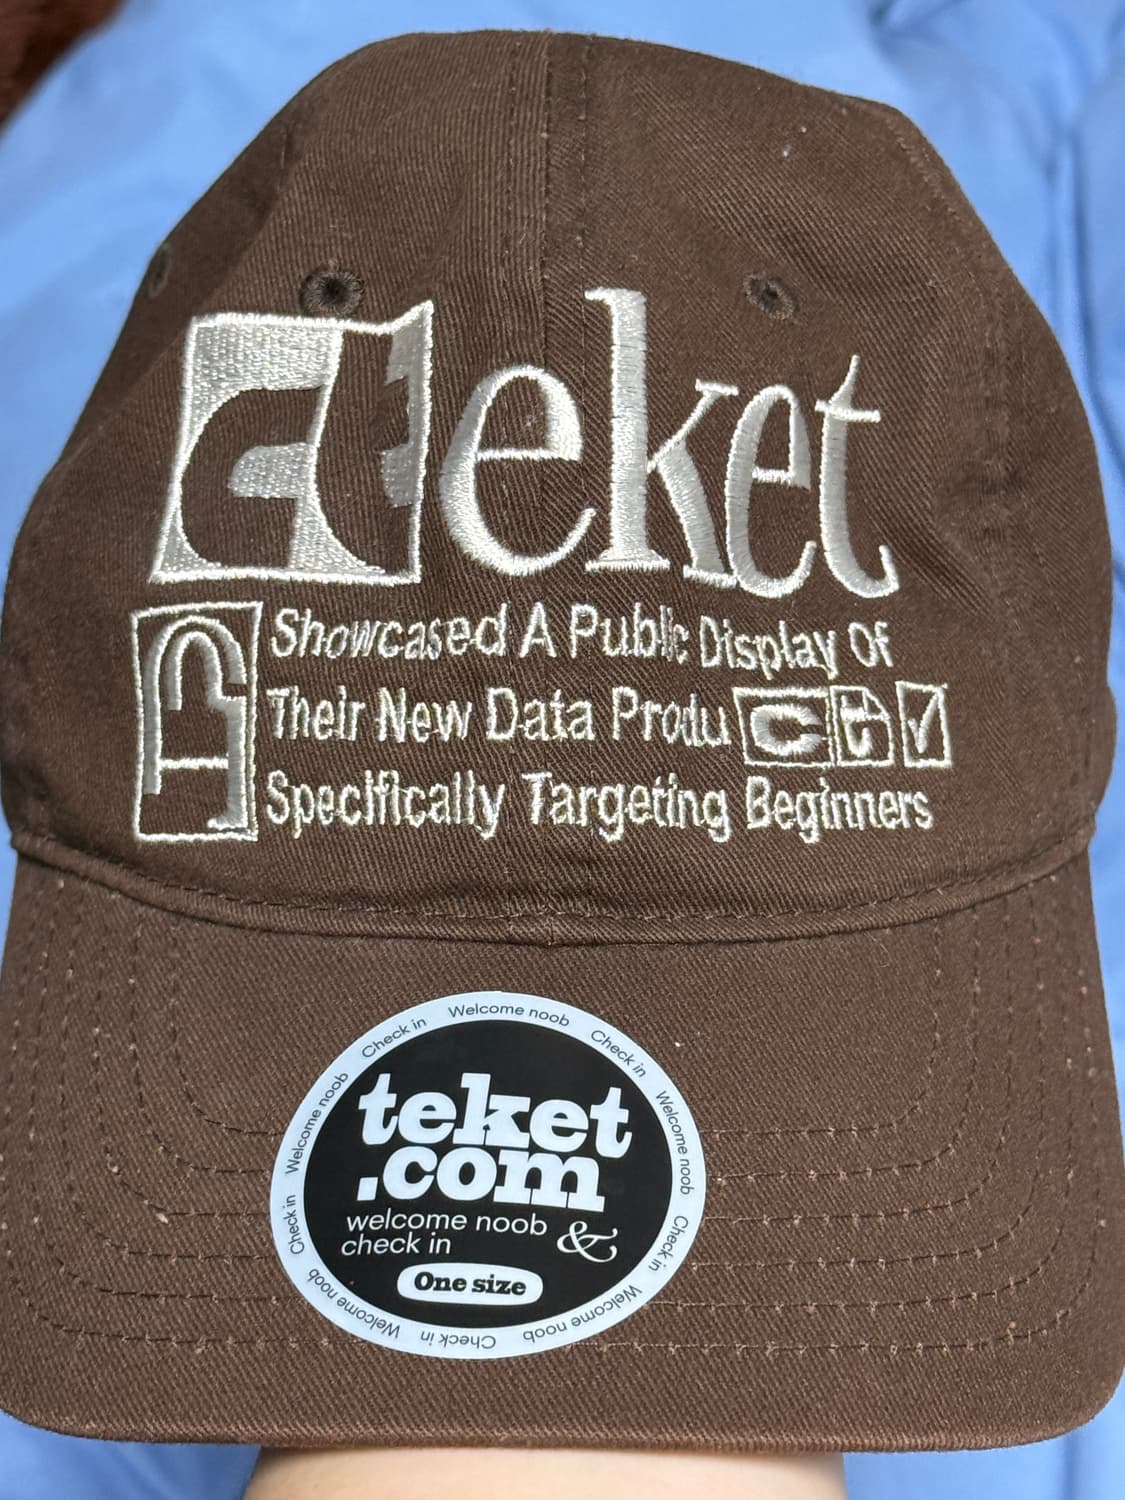 teket
Showcased A Public Display Of
Their New Data Product ✓
Specifically Targeting Beginners
Check in Welcome noob Check in Welcome noob Check in Welcome noob Check in Welcome noob Check in Welcome noob
teket
.com
welcome noob &
check in
One size